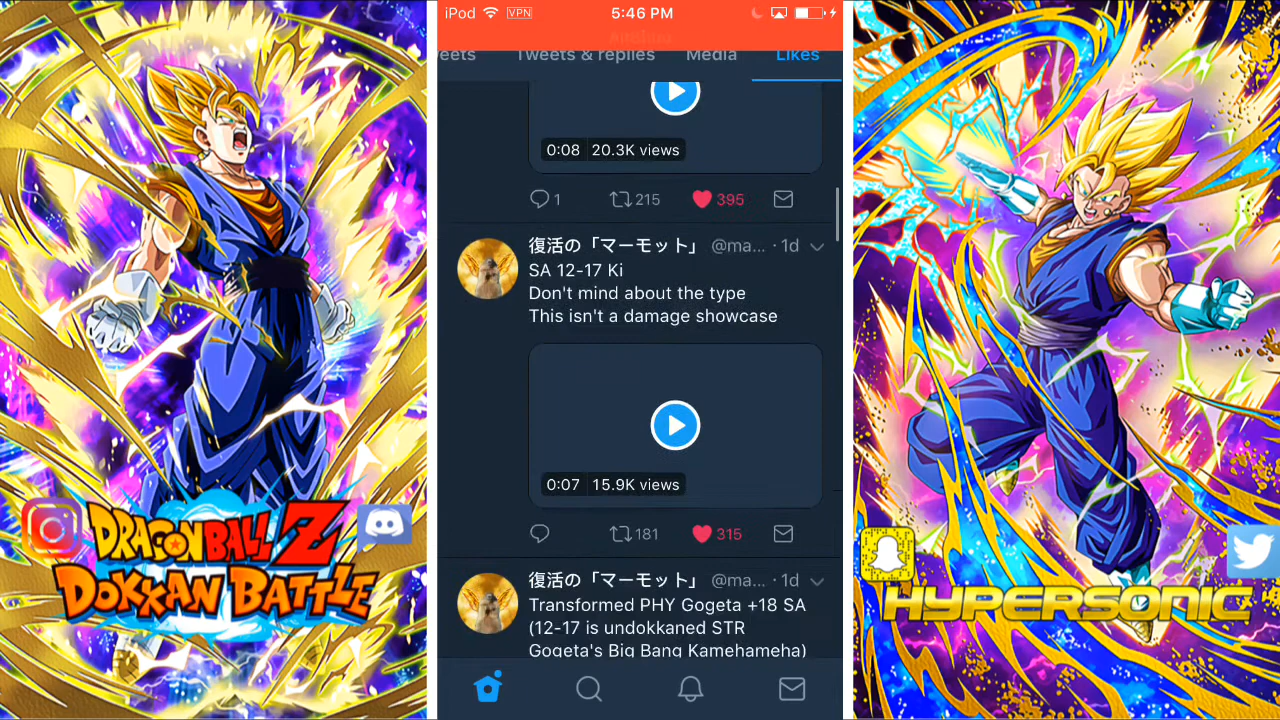 iPod VPN 5:46 PM
eets Tweets & replies Media Likes
0:08 20.3K views
1 215 395
復活の「マーモット」 @ma... · 1d
SA 12-17 Ki
Don't mind about the type
This isn't a damage showcase
0:07 15.9K views
181 315
復活の「マーモット」 @ma... · 1d
Transformed PHY Gogeta +18 SA
(12-17 is undokkaned STR
Gogeta's Big Bang Kamehameha)
DRAGON BALL Z
DOKKAN BATTLE
HYPERSONIC